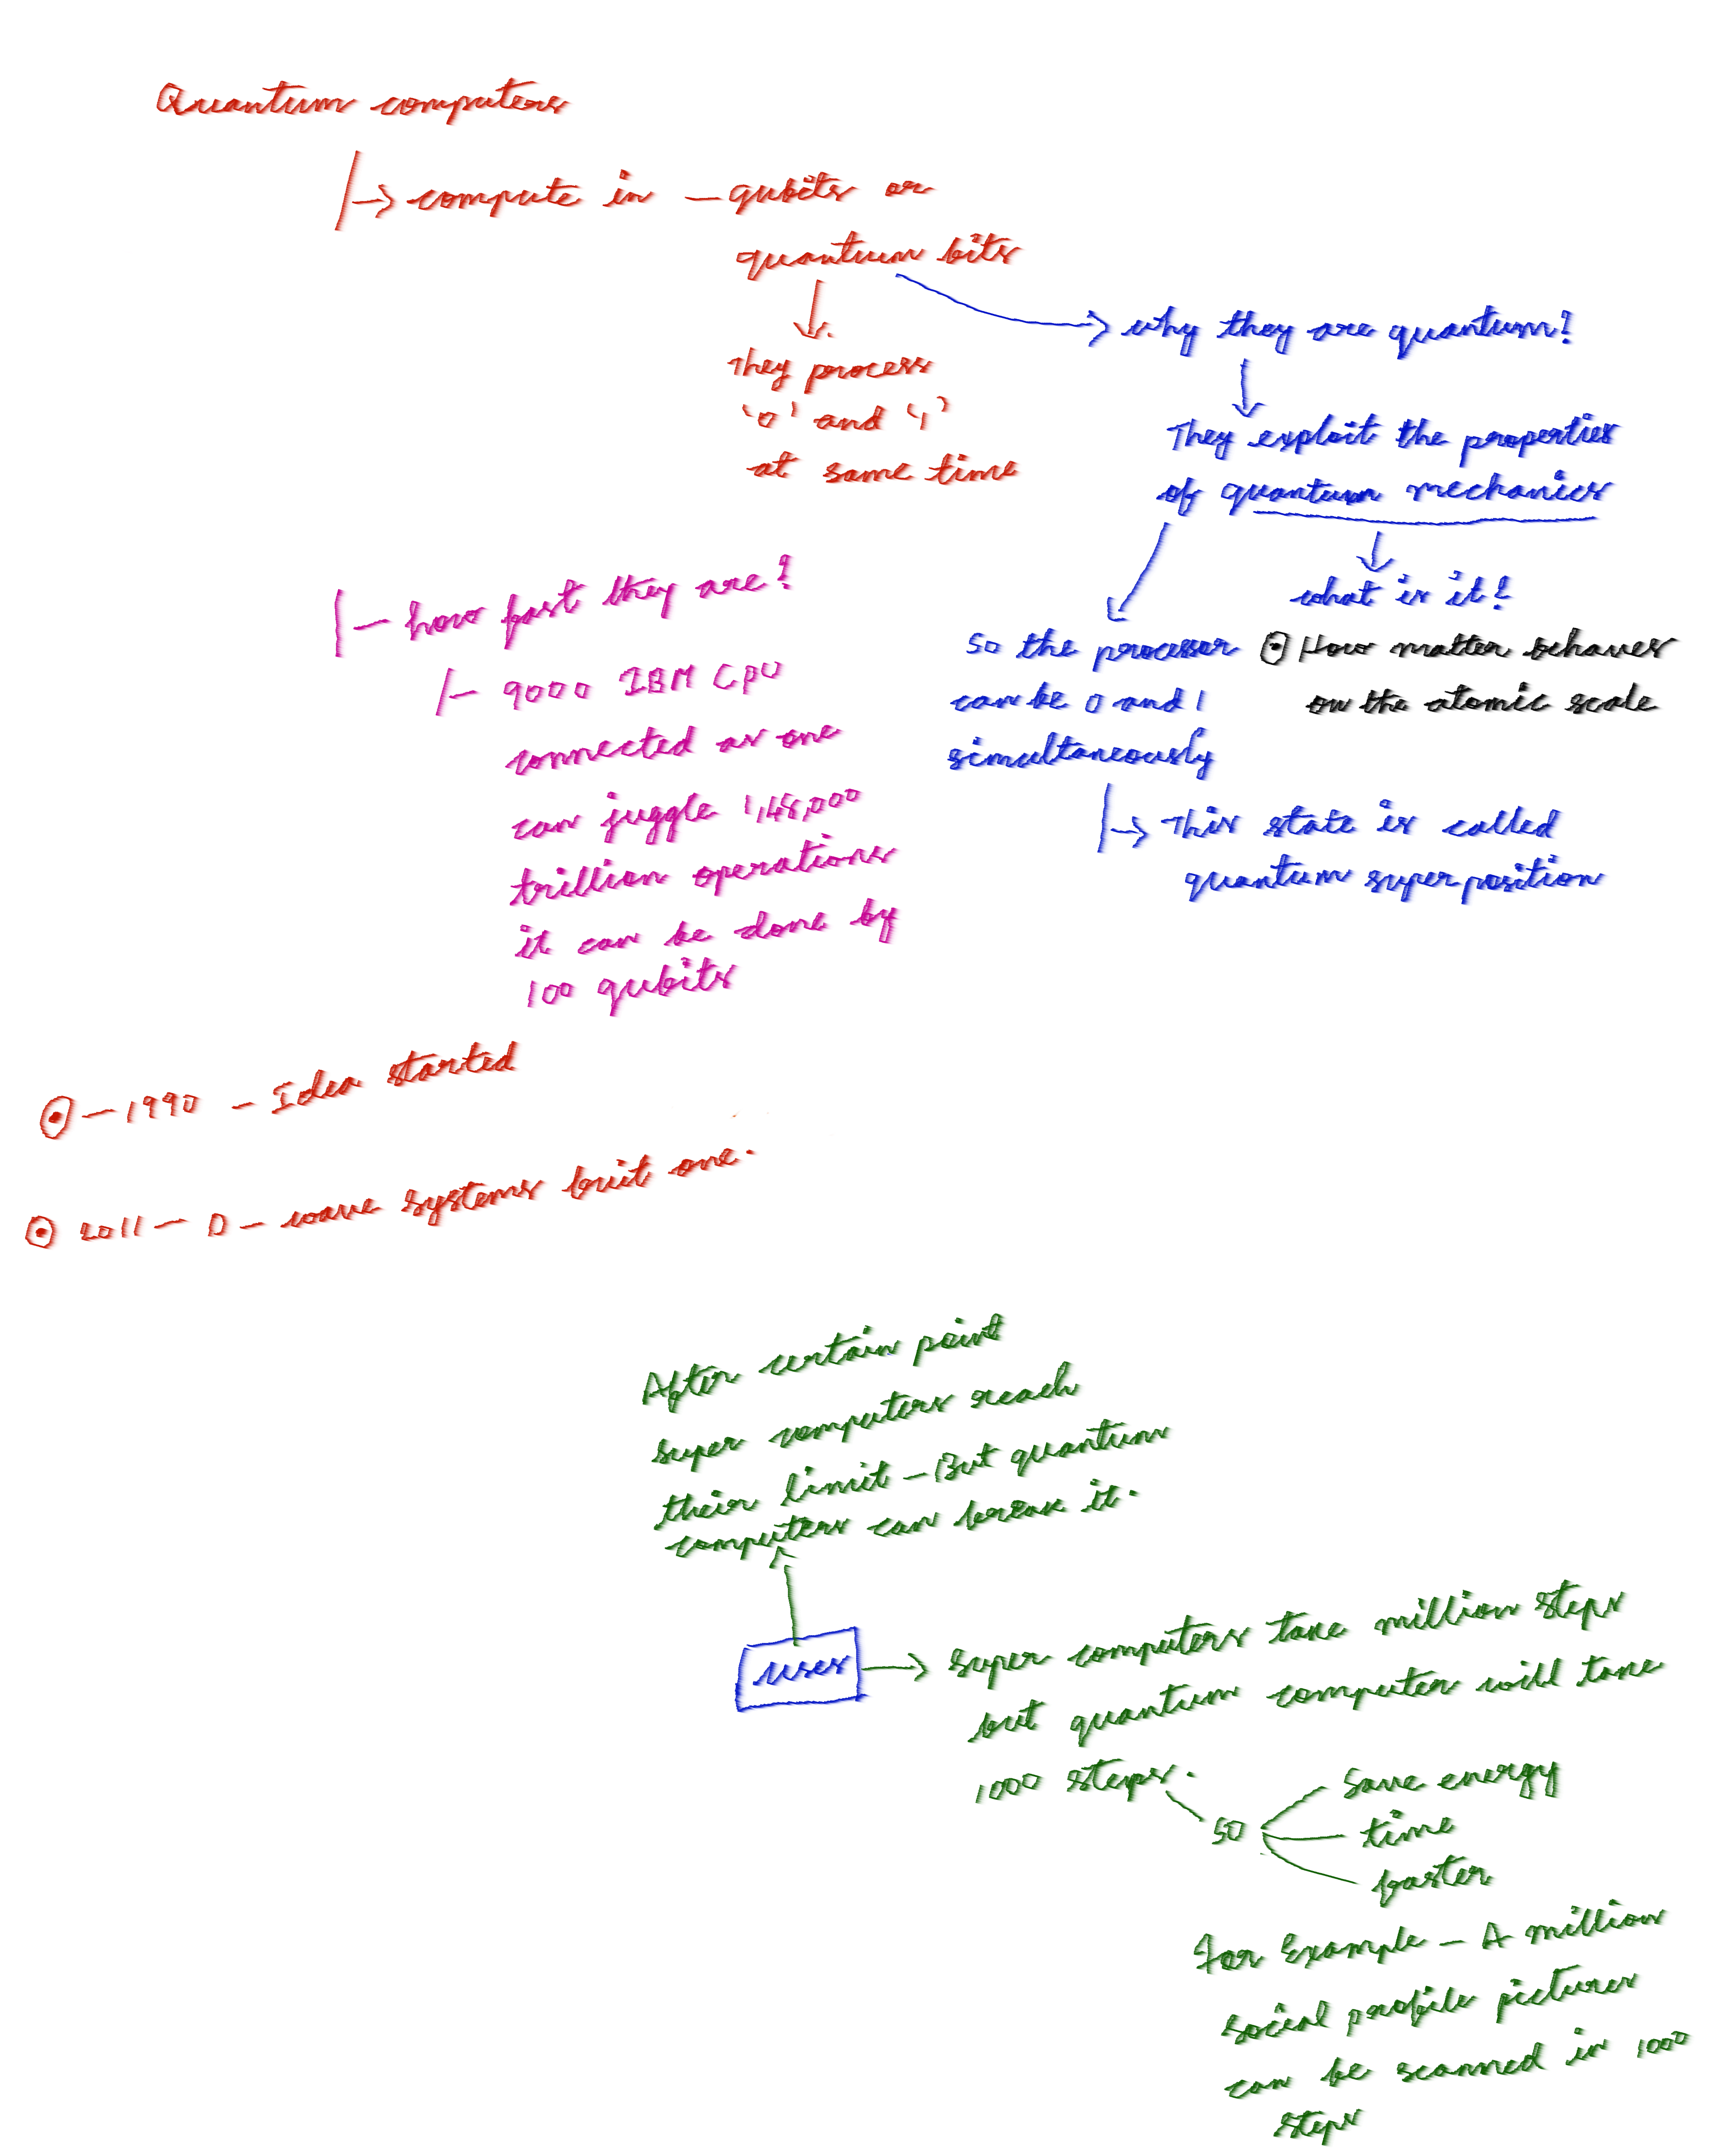 Quantum computers
compute in - qubits or
quantum bits
They process
'0' and '1'
at same time
why they are quantum?
They exploit the properties
of quantum mechanics
what is it?
How matter behaves
on the atomic scale
So the processor
can be 0 and 1
simultaneously
This state is called
quantum super position
- how fast they are?
- 9000 IBM CPU
connected as one
can juggle 1,48,000
trillion operations
it can be done by
100 qubits
- 1990 - Idea started
2011 - D - wave systems built one.
After certain point
super computers reach
their limit - But quantum
computers can break it.
uses
super computers take million steps
but quantum computer will take
1000 steps.
so
save energy
time
faster
For Example - A million
social profile pictures
can be scanned in 1000
steps